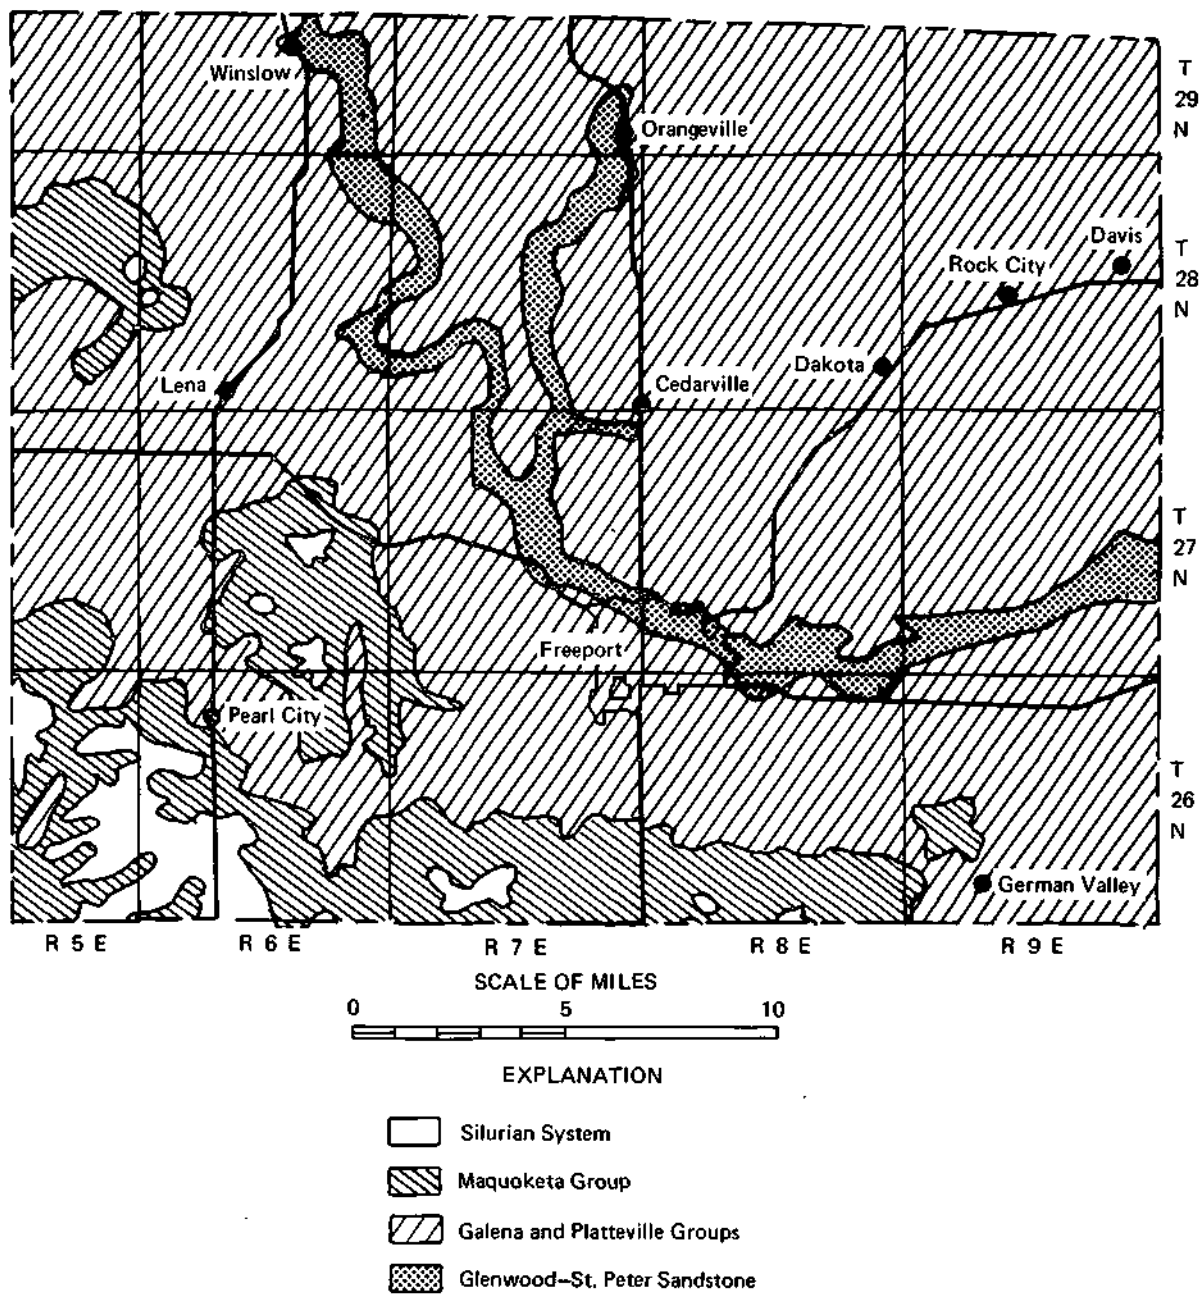 Winslow
T
29
N
Orangeville
Davis
T
28
N
Rock City
Dakota
Lena
Cedarville
T
27
N
Freeport
Pearl City
T
26
N
German Valley
R 5 E
R 6 E
R 7 E
R 8 E
R 9 E
SCALE OF MILES
0 5 10
EXPLANATION
Silurian System
Maquoketa Group
Galena and Platteville Groups
Glenwood–St. Peter Sandstone